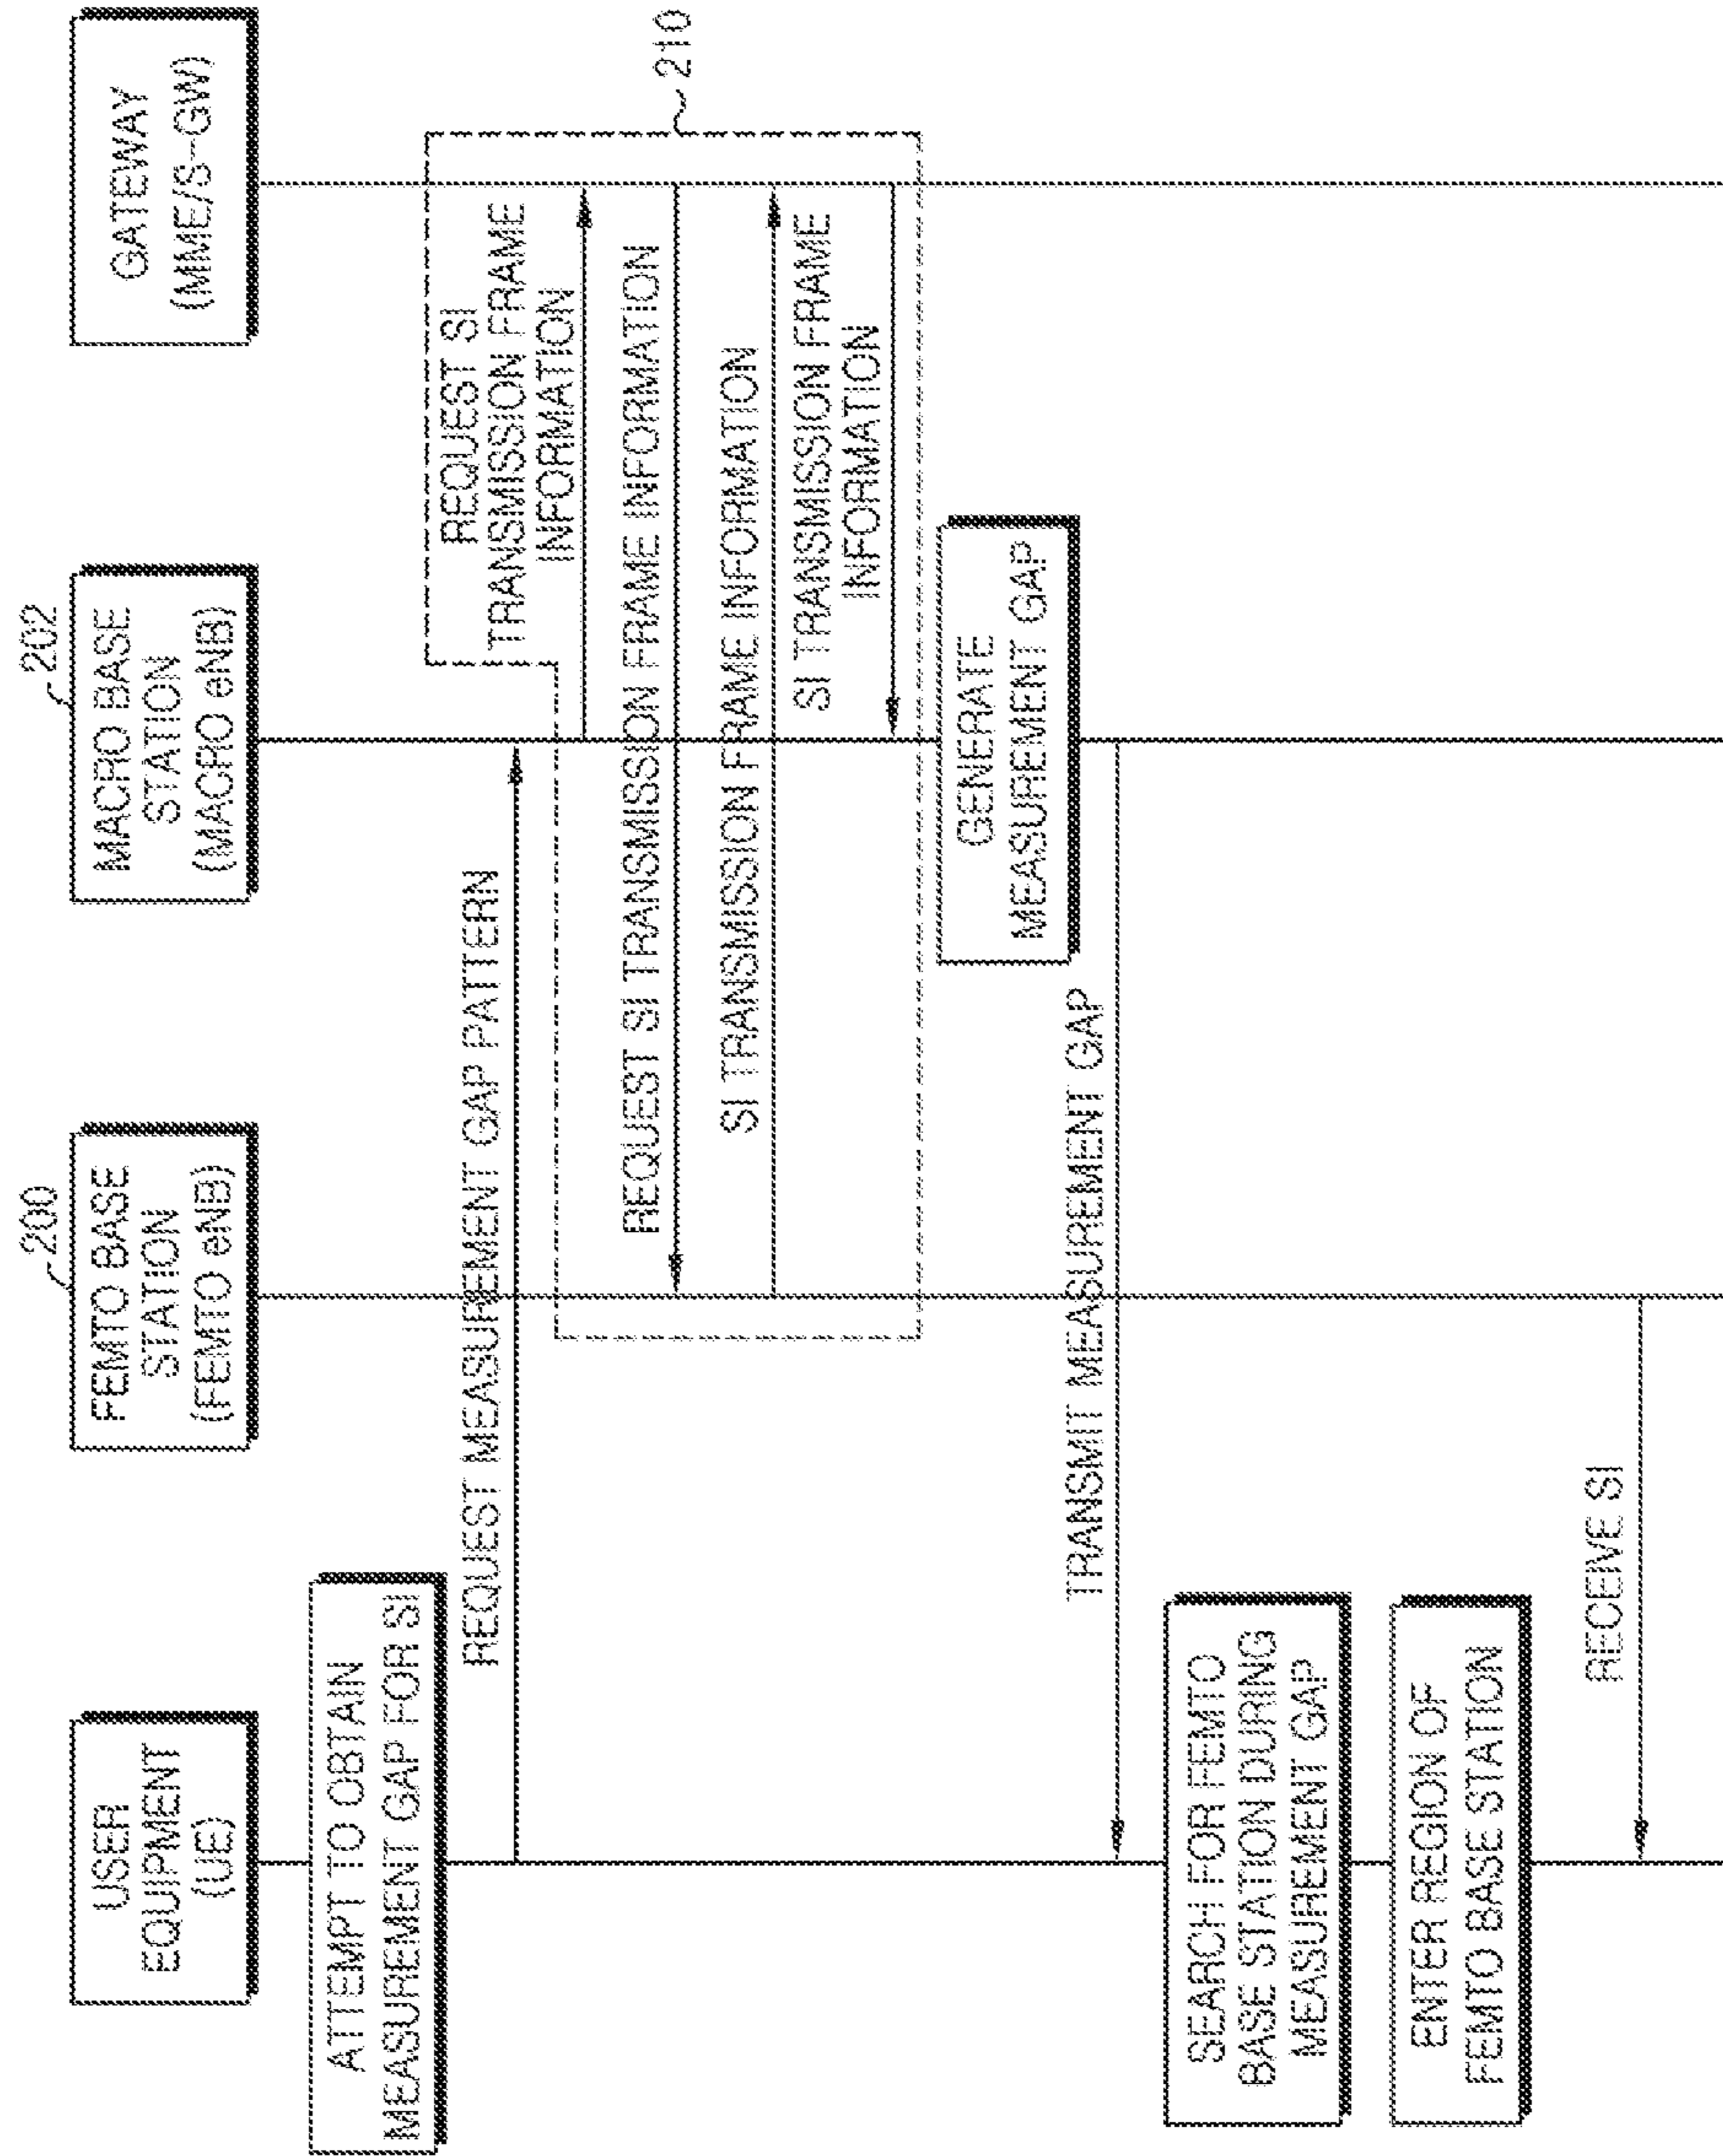 USER
EQUIPMENT
(UE)
200
FEMTO BASE
STATION
(FEMTO eNB)
202
MACRO BASE
STATION
(MACRO eNB)
GATEWAY
(MME/S-GW)
ATTEMPT TO OBTAIN
MEASUREMENT GAP FOR SI
REQUEST MEASUREMENT GAP PATTERN
REQUEST SI
TRANSMISSION FRAME
INFORMATION
210
REQUEST SI TRANSMISSION FRAME INFORMATION
SI TRANSMISSION FRAME INFORMATION
SI TRANSMISSION FRAME
INFORMATION
GENERATE
MEASUREMENT GAP
TRANSMIT MEASUREMENT GAP
SEARCH FOR FEMTO
BASE STATION DURING
MEASUREMENT GAP
ENTER REGION OF
FEMTO BASE STATION
RECEIVE SI